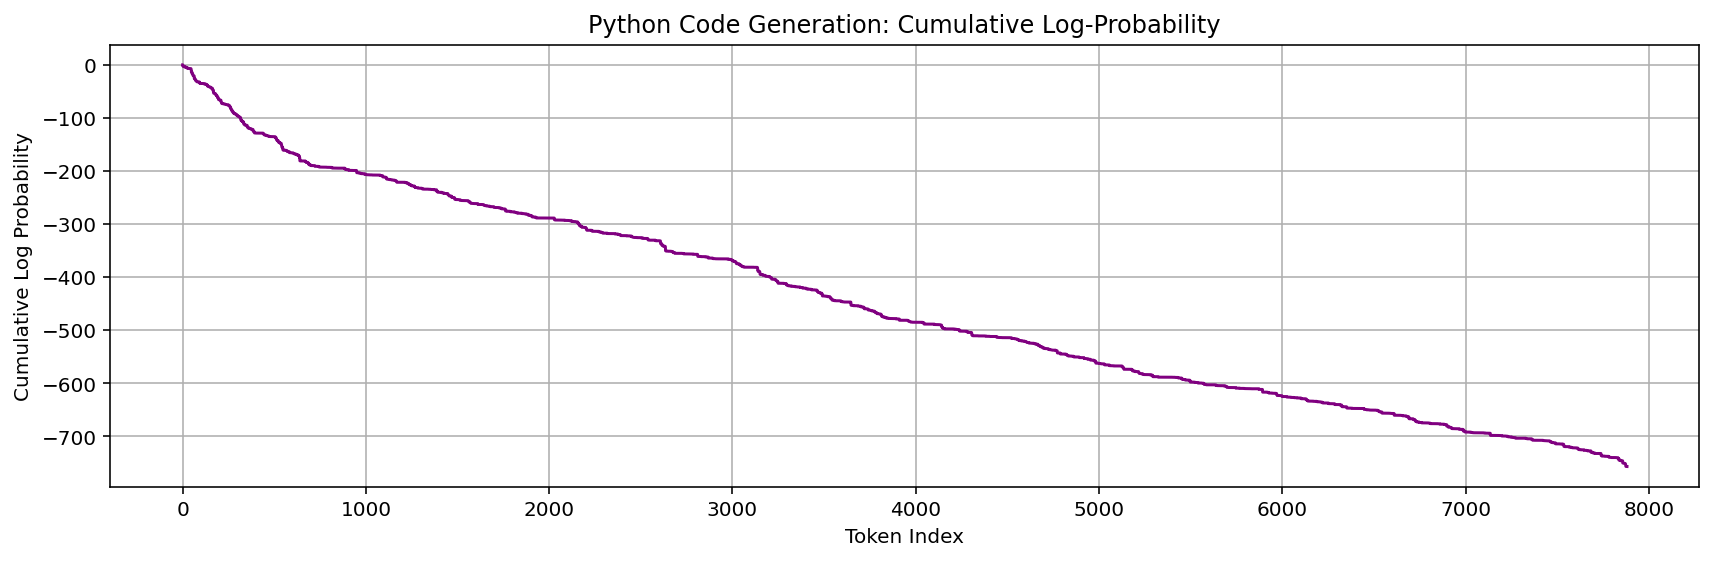 Python Code Generation: Cumulative Log-Probability
Cumulative Log Probability
0
−100
−200
−300
−400
−500
−600
−700
0 1000 2000 3000 4000 5000 6000 7000 8000
Token Index